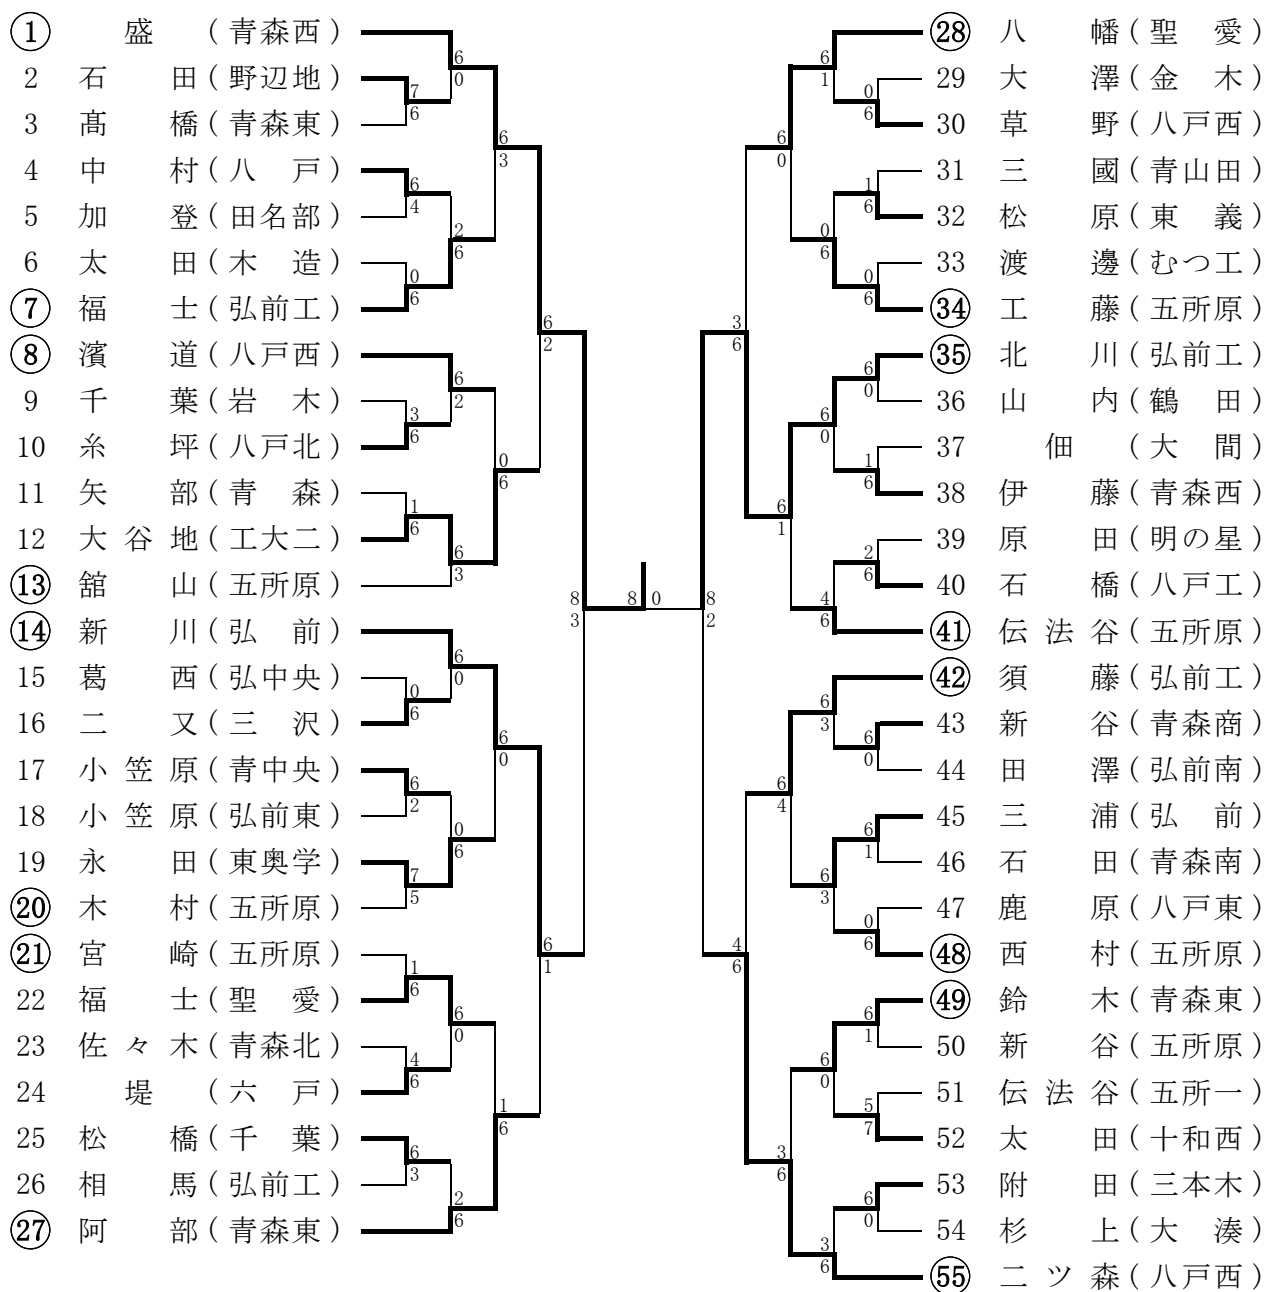 ① 盛 (青森西)
2 石田(野辺地)
3 髙橋(青森東)
4 中村(八戸)
5 加登(田名部)
6 太田(木造)
⑦ 福士(弘前工)
⑧ 濱道(八戸西)
9 千葉(岩木)
10 糸坪(八戸北)
11 矢部(青森)
12 大谷地(工大二)
⑬ 舘山(五所原)
⑭ 新川(弘前)
15 葛西(弘中央)
16 二又(三沢)
17 小笠原(青中央)
18 小笠原(弘前東)
19 永田(東奥学)
⑳ 木村(五所原)
㉑ 宮崎(五所原)
22 福士(聖愛)
23 佐々木(青森北)
24 堤 (六戸)
25 松橋(千葉)
26 相馬(弘前工)
㉗ 阿部(青森東)
7
6
6
4
0
6
3
6
1
6
0
6
6
2
7
5
1
6
4
6
6
3
6
0
2
6
6
2
6
3
6
0
0
6
6
0
2
6
6
3
0
6
6
0
1
6
6
2
6
1
8
3
8 0
8
2
3
6
4
6
6
0
6
1
6
4
3
6
6
1
0
6
6
0
4
6
6
3
6
3
6
0
3
6
0
6
1
6
0
6
6
0
1
6
2
6
6
0
6
1
0
6
6
1
5
7
6
0
㉘ 八幡(聖愛)
29 大澤(金木)
30 草野(八戸西)
31 三國(青山田)
32 松原(東義)
33 渡邊(むつ工)
㉞ 工藤(五所原)
㉟ 北川(弘前工)
36 山内(鶴田)
37 佃 (大間)
38 伊藤(青森西)
39 原田(明の星)
40 石橋(八戸工)
㊶ 伝法谷(五所原)
㊷ 須藤(弘前工)
43 新谷(青森商)
44 田澤(弘前南)
45 三浦(弘前)
46 石田(青森南)
47 鹿原(八戸東)
㊽ 西村(五所原)
㊾ 鈴木(青森東)
50 新谷(五所原)
51 伝法谷(五所一)
52 太田(十和西)
53 附田(三本木)
54 杉上(大湊)
55 二ツ森(八戸西)